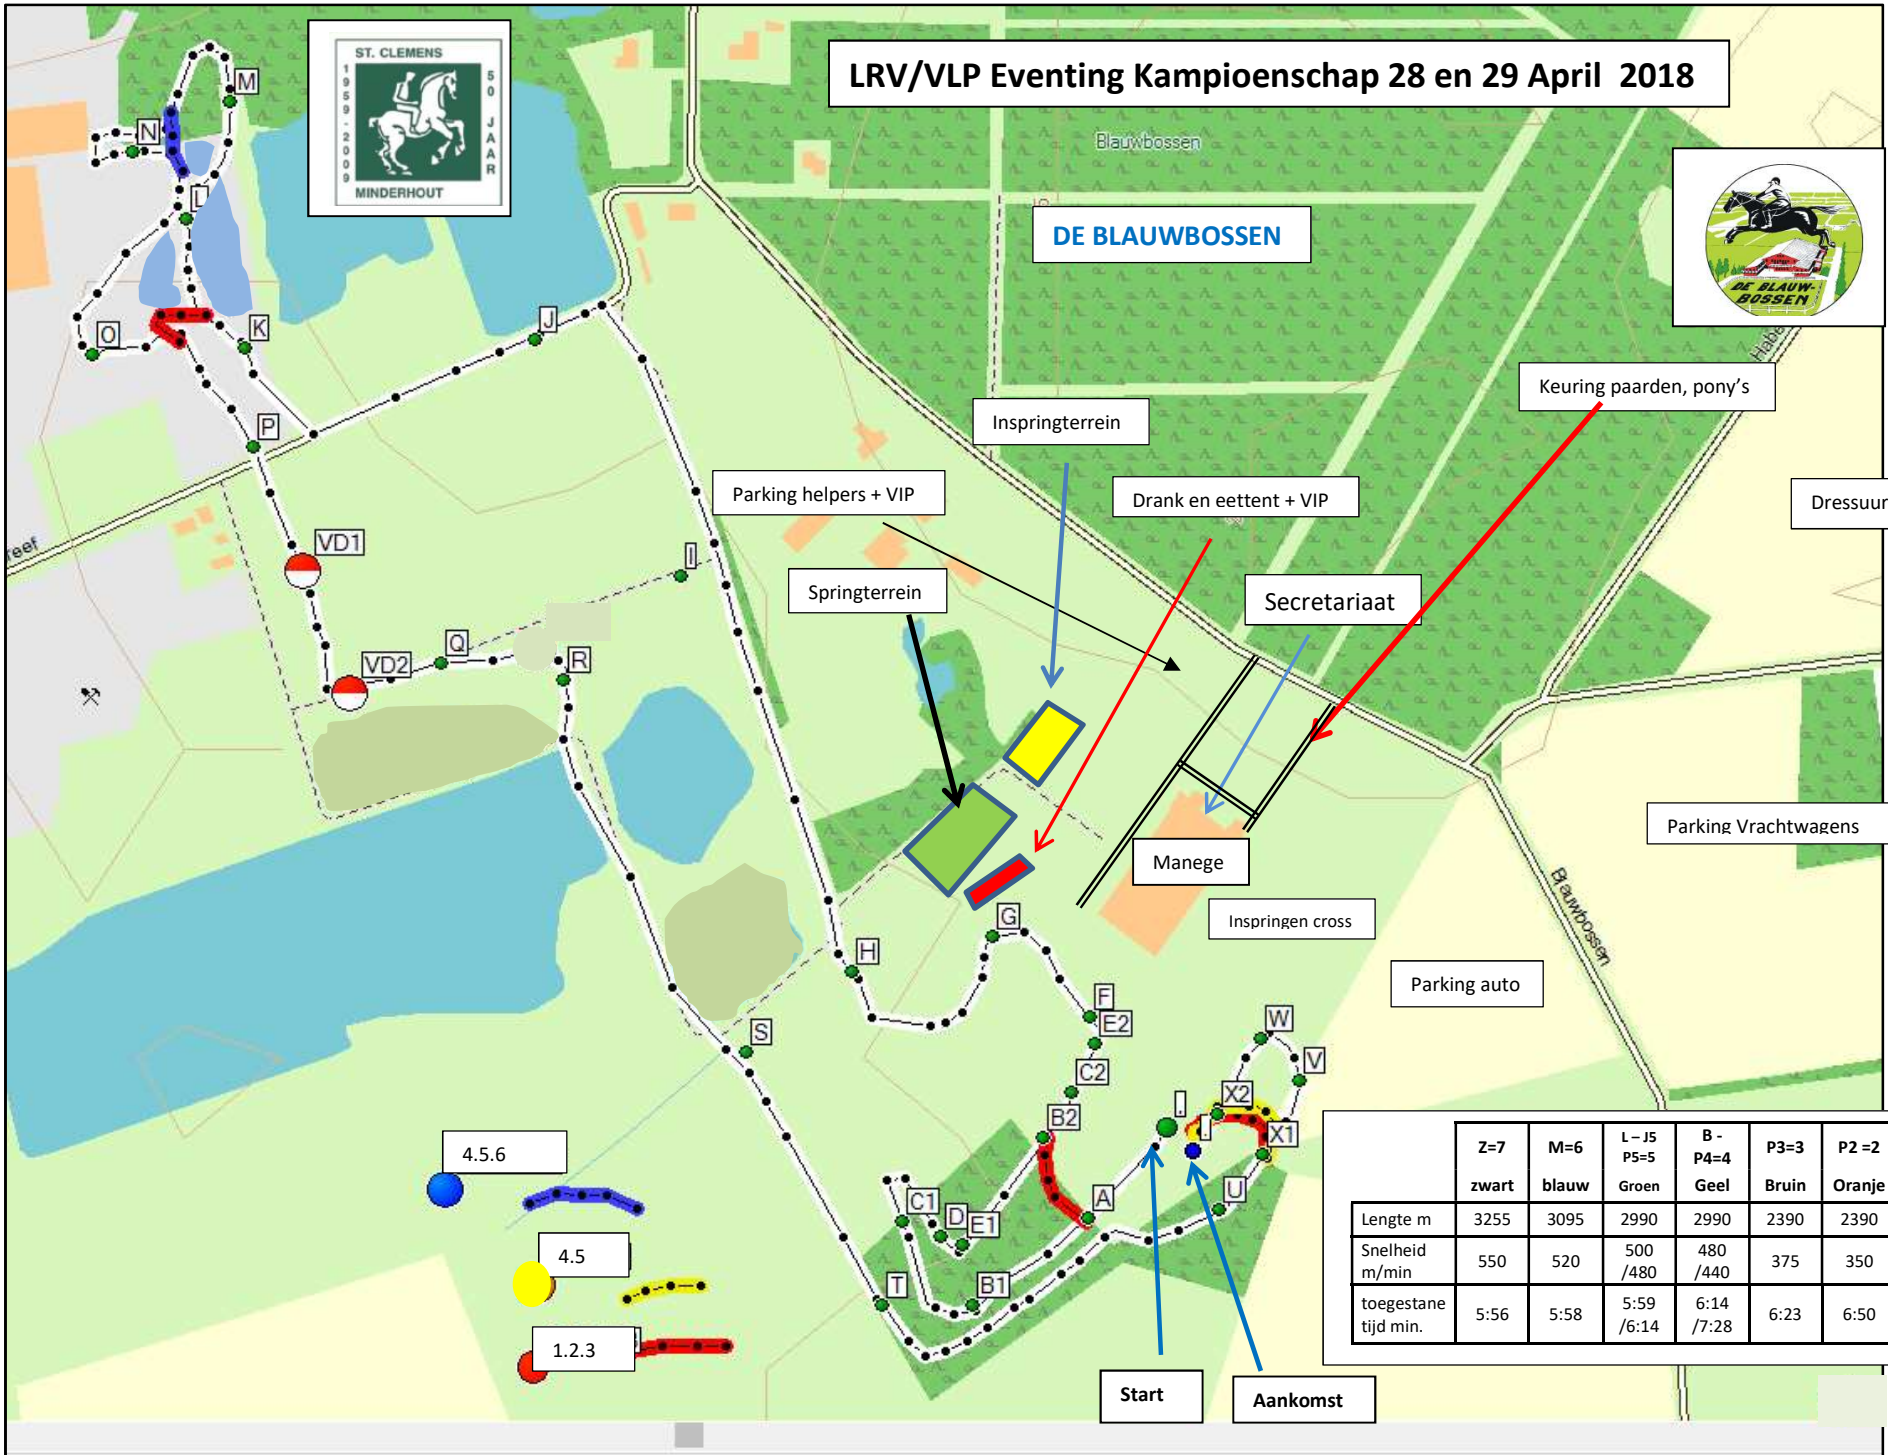 LRV/VLP Eventing Kampioenschap 28 en 29 April 2018
ST. CLEMENS
1959-2009
50 JAAR
MINDERHOUT
Blauwbossen
DE BLAUWBOSSEN
DE BLAUW-
BOSSEN
Keuring paarden, pony's
Inspringterrein
Parking helpers + VIP
Drank en eettent + VIP
Dressuur
Springterrein
Secretariaat
Manege
Parking Vrachtwagens
Inspringen cross
Parking auto
Blauwbossen
reef
Habe
M
N
L
K
O
J
P
VD1
I
VD2
Q
R
H
G
F
E2
S
C2
W
V
B2
X2
X1
C1
D
E1
A
U
T
B1
4.5.6
4.5
1.2.3
Start
Aankomst
Z=7 M=6 L – J5 P5=5 B - P4=4 P3=3 P2 =2
zwart blauw Groen Geel Bruin Oranje
Lengte m 3255 3095 2990 2990 2390 2390
Snelheid m/min 550 520 500 /480 480 /440 375 350
toegestane tijd min. 5:56 5:58 5:59 /6:14 6:14 /7:28 6:23 6:50